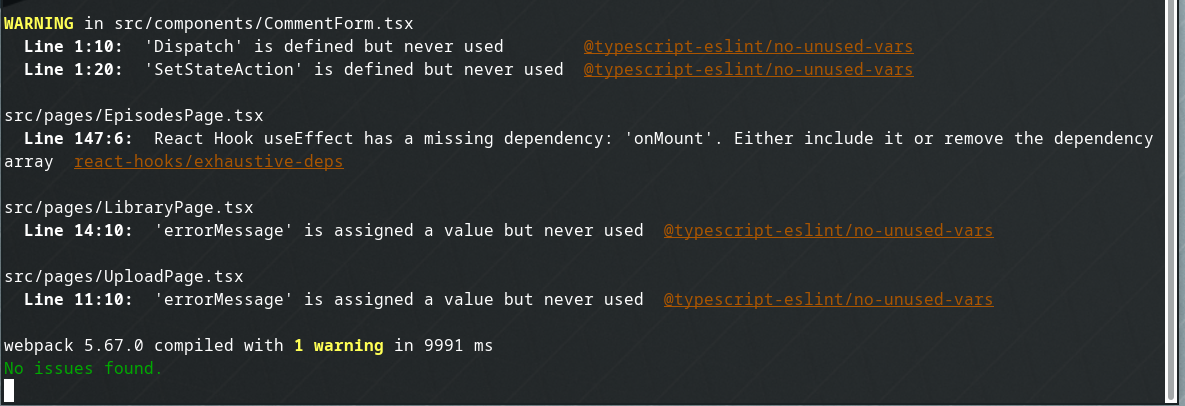 WARNING in src/components/CommentForm.tsx
Line 1:10: 'Dispatch' is defined but never used @typescript-eslint/no-unused-vars
Line 1:20: 'SetStateAction' is defined but never used @typescript-eslint/no-unused-vars
src/pages/EpisodesPage.tsx
Line 147:6: React Hook useEffect has a missing dependency: 'onMount'. Either include it or remove the dependency
array react-hooks/exhaustive-deps
src/pages/LibraryPage.tsx
Line 14:10: 'errorMessage' is assigned a value but never used @typescript-eslint/no-unused-vars
src/pages/UploadPage.tsx
Line 11:10: 'errorMessage' is assigned a value but never used @typescript-eslint/no-unused-vars
webpack 5.67.0 compiled with 1 warning in 9991 ms
No issues found.